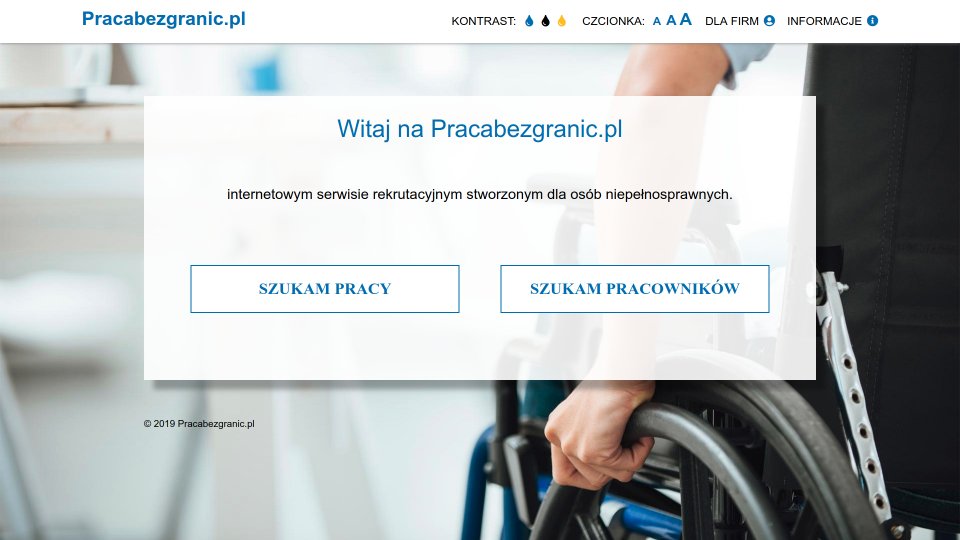 Pracabezgranic.pl
KONTRAST: CZCIONKA: A A A DLA FIRM INFORMACJE
Witaj na Pracabezgranic.pl
internetowym serwisie rekrutacyjnym stworzonym dla osób niepełnosprawnych.
SZUKAM PRACY
SZUKAM PRACOWNIKÓW
© 2019 Pracabezgranic.pl